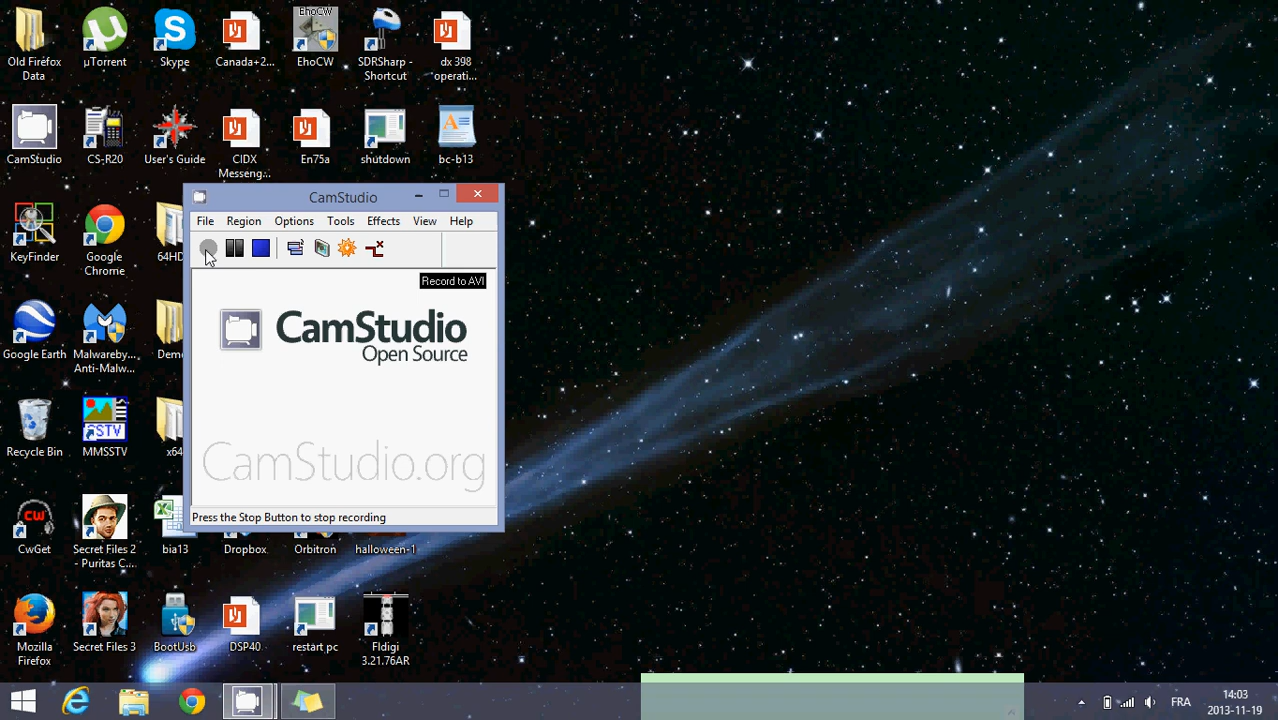 Old Firefox
Data
µTorrent
Skype
Canada+2...
EhoCW
EhoCW
SDRSharp -
Shortcut
dx 398
operati...
CamStudio
CS-R20
User's Guide
CIDX
Messeng...
En75a
shutdown
bc-b13
CamStudio
File Region Options Tools Effects View Help
Record to AVI
CamStudio
Open Source
CamStudio.org
Press the Stop Button to stop recording
KeyFinder
Google
Chrome
64HD
Google Earth
Malwareby...
Anti-Malw...
Demo
Recycle Bin
SSTV
MMSSTV
x64
CW
CwGet
Secret Files 2
- Puritas C...
bia13
Dropbox
Orbitron
halloween-1
Mozilla
Firefox
Secret Files 3
BootUsb
DSP40
restart pc
Fldigi
3.21.76AR
FRA
14:03
2013-11-19